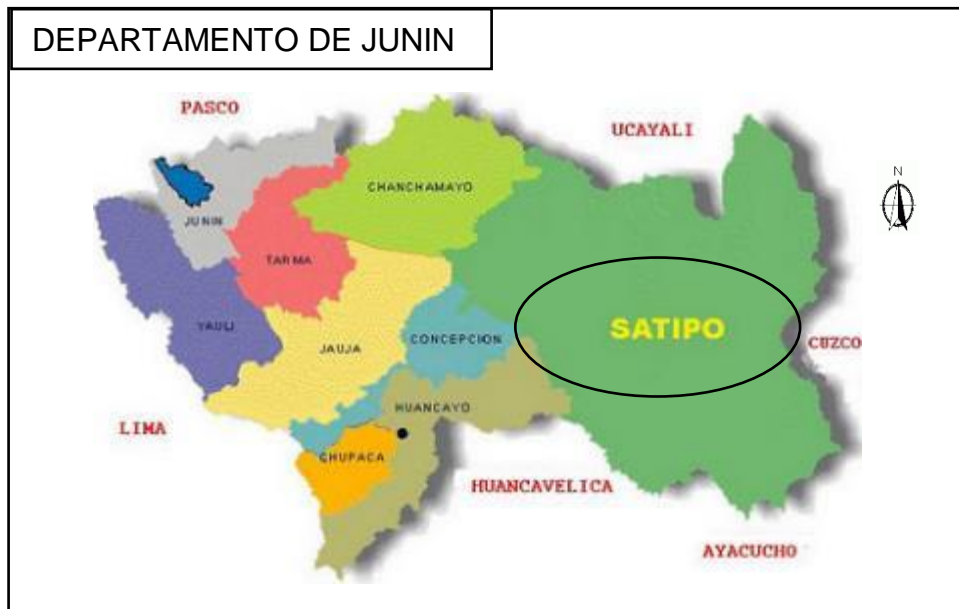 DEPARTAMENTO DE JUNIN
PASCO
UCAYALI
N
CHANCHAMAYO
JUNIN
TARMA
YAULI
JAUJA
CONCEPCION
SATIPO
CUZCO
LIMA
HUANCAYO
CHUPACA
HUANCAVELICA
AYACUCHO